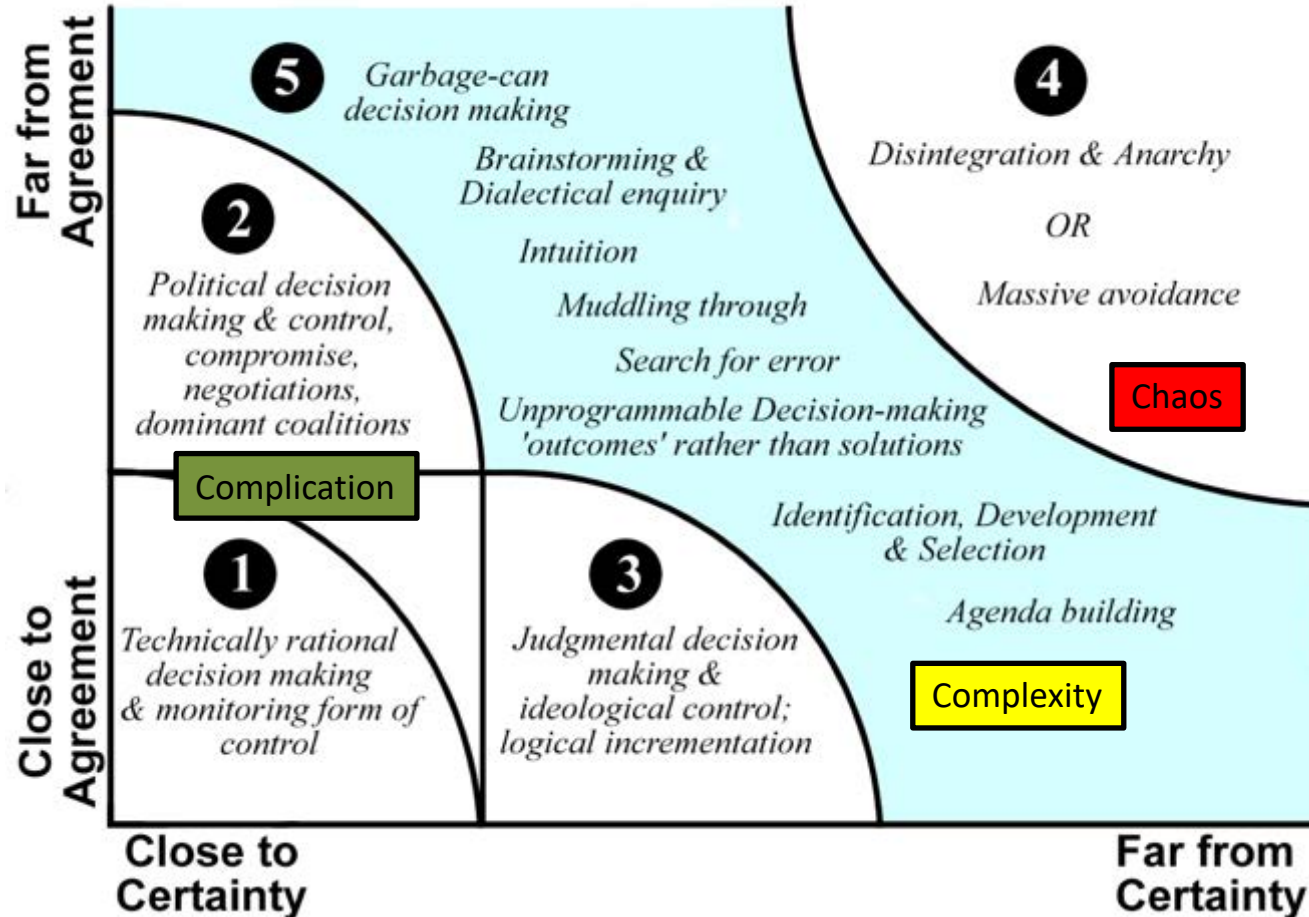 Far from
Agreement
5
Garbage-can
decision making
Brainstorming &
Dialectical enquiry
Intuition
Muddling through
Search for error
Unprogrammable Decision-making
'outcomes' rather than solutions
Identification, Development
& Selection
Agenda building
Complexity
4
Disintegration & Anarchy
OR
Massive avoidance
Chaos
2
Political decision
making & control,
compromise,
negotiations,
dominant coalitions
Complication
Close to
Agreement
1
Technically rational
decision making
& monitoring form of
control
3
Judgmental decision
making &
ideological control;
logical incrementation
Close to
Certainty
Far from
Certainty